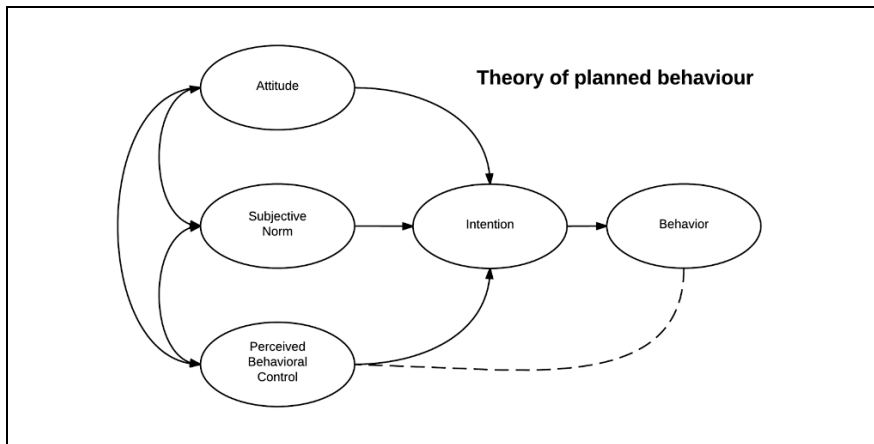 Theory of planned behaviour
Attitude
Subjective
Norm
Intention
Behavior
Perceived
Behavioral
Control